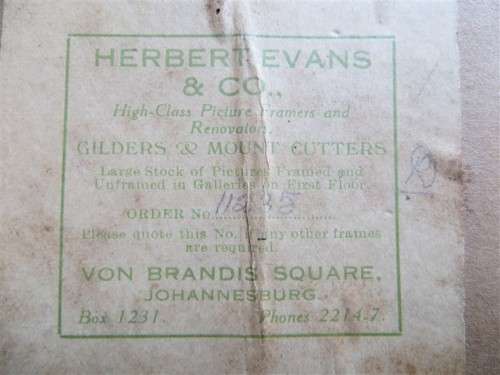 HERBERT EVANS
& CO.,
High-Class Picture Framers and
Renovators.
GILDERS & MOUNT CUTTERS
Large Stock of Pictures Framed and
Unframed in Galleries on First Floor.
ORDER No.
Please quote this No. if any other frames
are required.
VON BRANDIS SQUARE,
JOHANNESBURG.
Box 1231. Phones 2214-7.